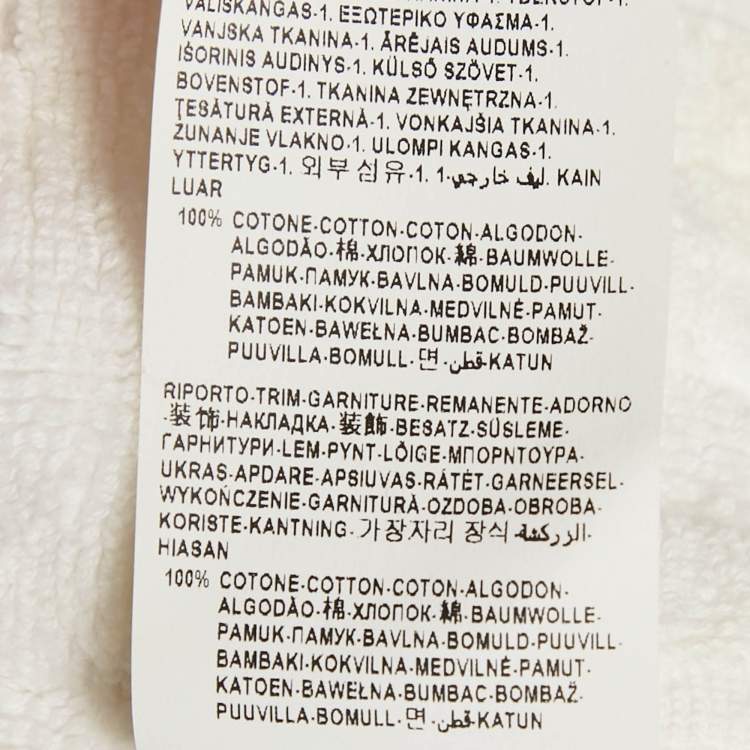 VALISKANGAS-1. ΕΞΩΤΕΡΙΚΟ ΥΦΑΣΜΑ-1.
VANJSKA TKANINA-1. ĀRĒJAIS AUDUMS-1.
IŠORINIS AUDINYS-1. KÜLSŐ SZÖVET-1.
BOVENSTOF-1. TKANINA ZEWNĘTRZNA-1.
ŢESĂTURĂ EXTERNĂ-1. VONKAJŠIA TKANINA-1.
ZUNANJE VLAKNO-1. ULOMPI KANGAS-1.
YTTERTYG-1. 외부 섬유-1. 1-ليف خارجي. KAIN
LUAR
100% COTONE-COTTON-COTON-ALGODON-
ALGODÃO-棉-ХЛОПОК-綿-BAUMWOLLE-
PAMUK-ПАМУК-BAVLNA-BOMULD-PUUVILL-
BAMBAKI-KOKVILNA-MEDVILNĖ-PAMUT-
KATOEN-BAWEŁNA-BUMBAC-BOMBAŽ-
PUUVILLA-BOMULL-면-قطن-KATUN
RIPORTO-TRIM-GARNITURE-REMANENTE-ADORNO
-装饰-НАКЛАДКА-装飾-BESATZ-SÜSLEME-
ГАРНИТУРИ-LEM-PYNT-LÕIGE-ΜΠΟΡΝΤΟΥΡΑ-
UKRAS-APDARE-APSIUVAS-RÁTÉT-GARNEERSEL-
WYKOŃCZENIE-GARNITURĂ-OZDOBA-OBROBA-
KORISTE-KANTNING-가장자리 장식-الزركشة-
HIASAN
100% COTONE-COTTON-COTON-ALGODON-
ALGODÃO-棉-ХЛОПОК-綿-BAUMWOLLE-
PAMUK-ПАМУК-BAVLNA-BOMULD-PUUVILL-
BAMBAKI-KOKVILNA-MEDVILNĖ-PAMUT-
KATOEN-BAWEŁNA-BUMBAC-BOMBAŽ-
PUUVILLA-BOMULL-면-قطن-KATUN